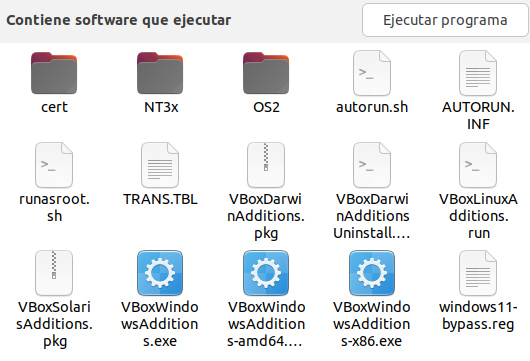 Contiene software que ejecutar
Ejecutar programa
cert
NT3x
OS2
autorun.sh
AUTORUN.
INF
runasroot.
sh
TRANS.TBL
VBoxDarwi
nAdditions.
pkg
VBoxDarwi
nAdditions
Uninstall....
VBoxLinuxA
dditions.
run
VBoxSolari
sAdditions.
pkg
VBoxWindo
wsAddition
s.exe
VBoxWindo
wsAddition
s-amd64....
VBoxWindo
wsAddition
s-x86.exe
windows11-
bypass.reg